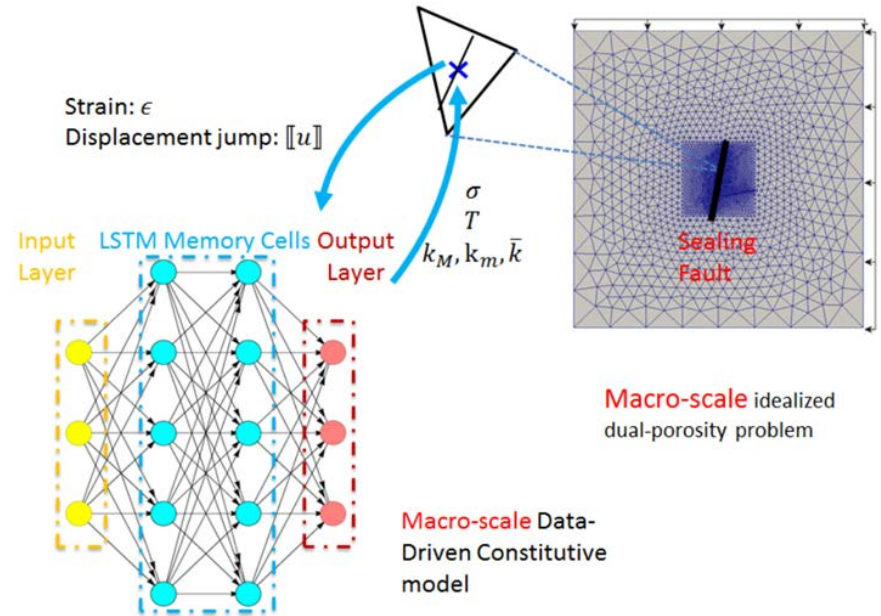 Strain: ϵ
Displacement jump: ⟦u⟧
σ
T
k_M, k_m, k̄
Input
Layer
LSTM Memory Cells
Output
Layer
Sealing
Fault
Macro-scale idealized
dual-porosity problem
Macro-scale Data-
Driven Constitutive
model